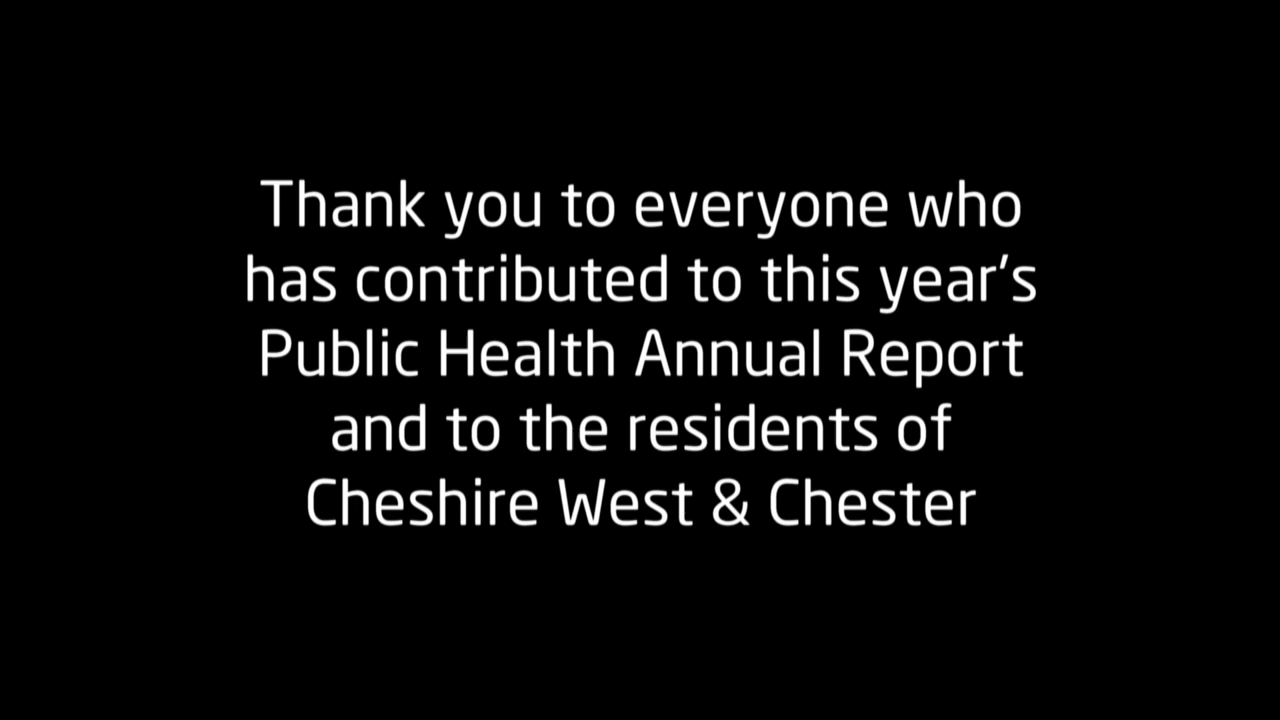 Thank you to everyone who
has contributed to this year’s
Public Health Annual Report
and to the residents of
Cheshire West & Chester